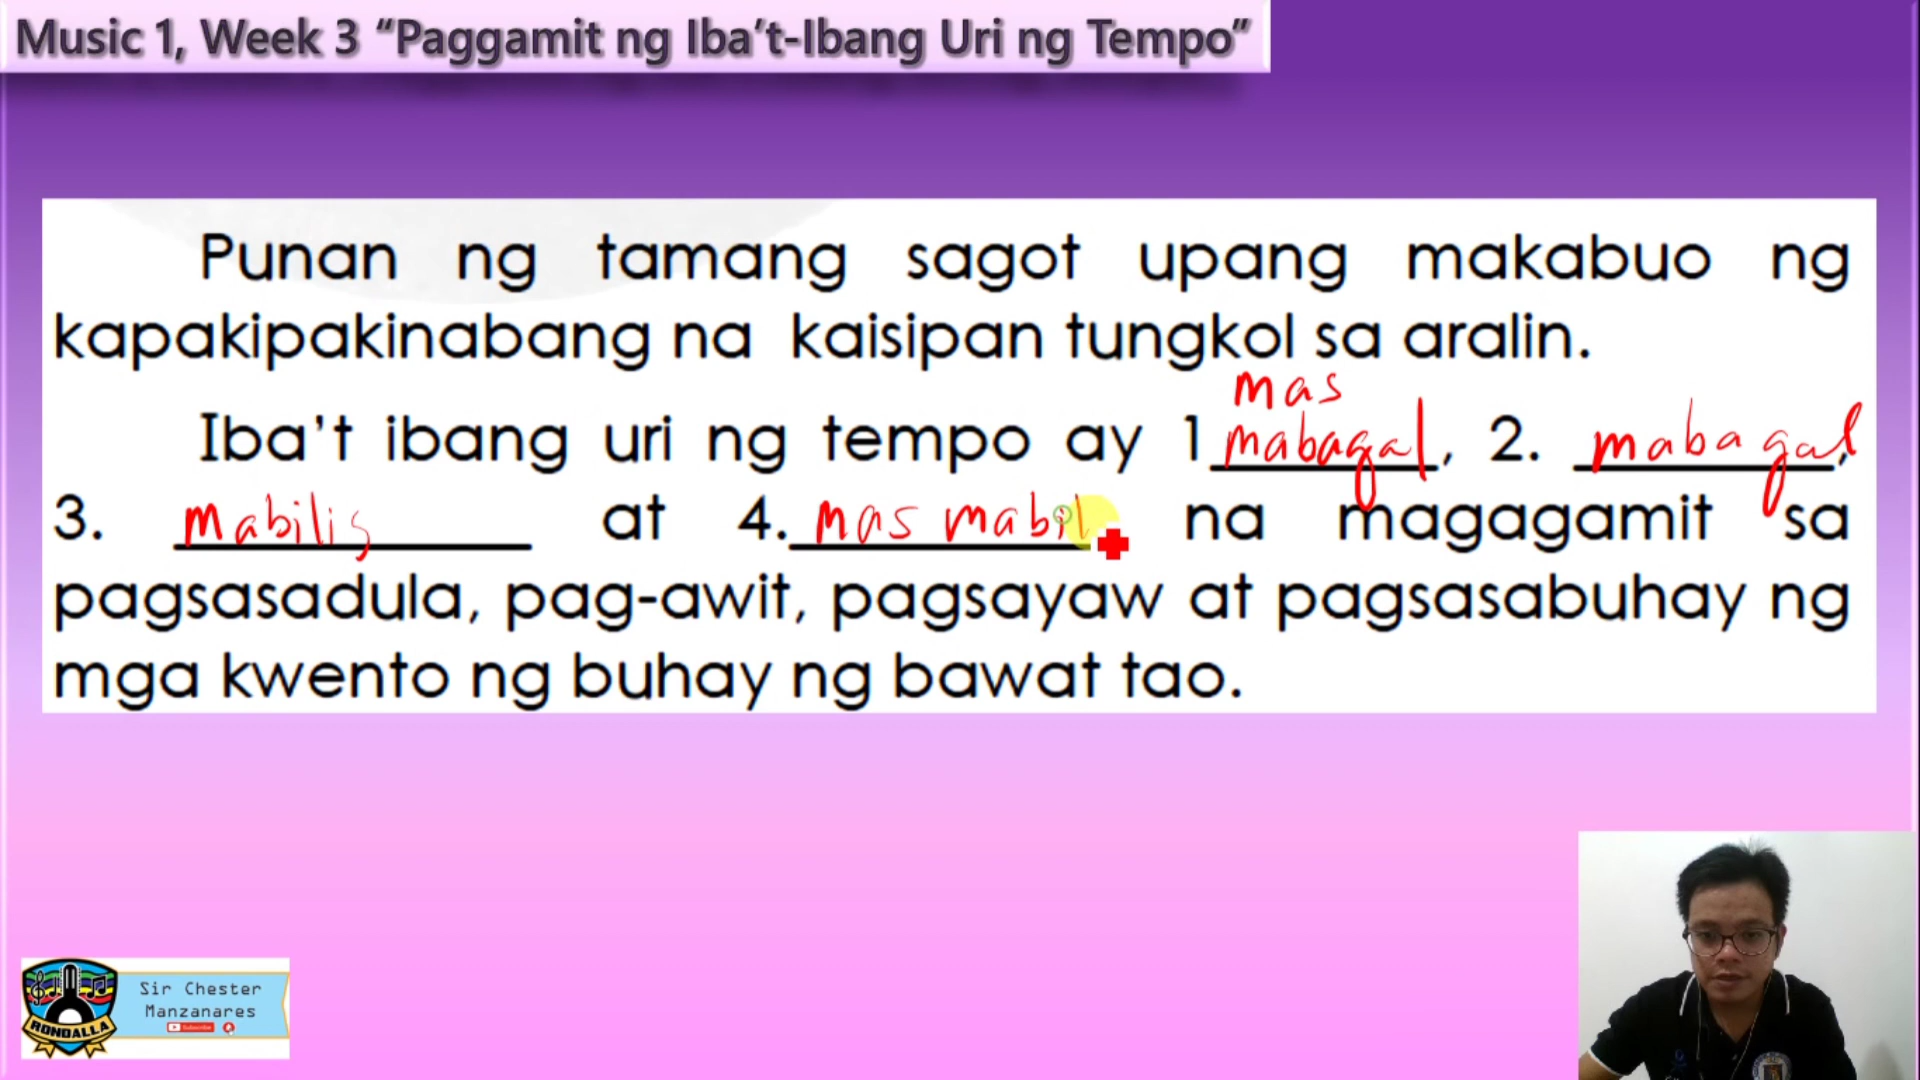 Music 1, Week 3 “Paggamit ng Iba’t-Ibang Uri ng Tempo”
Punan ng tamang sagot upang makabuo ng
kapakipakinabang na kaisipan tungkol sa aralin.
mas
Iba’t ibang uri ng tempo ay 1 mabagal, 2. mabagal,
3. mabilis at 4. mas mabil na magagamit sa
pagsasadula, pag-awit, pagsayaw at pagsasabuhay ng
mga kwento ng buhay ng bawat tao.
Sir Chester
Manzanares
Subscribe
RONDALLA